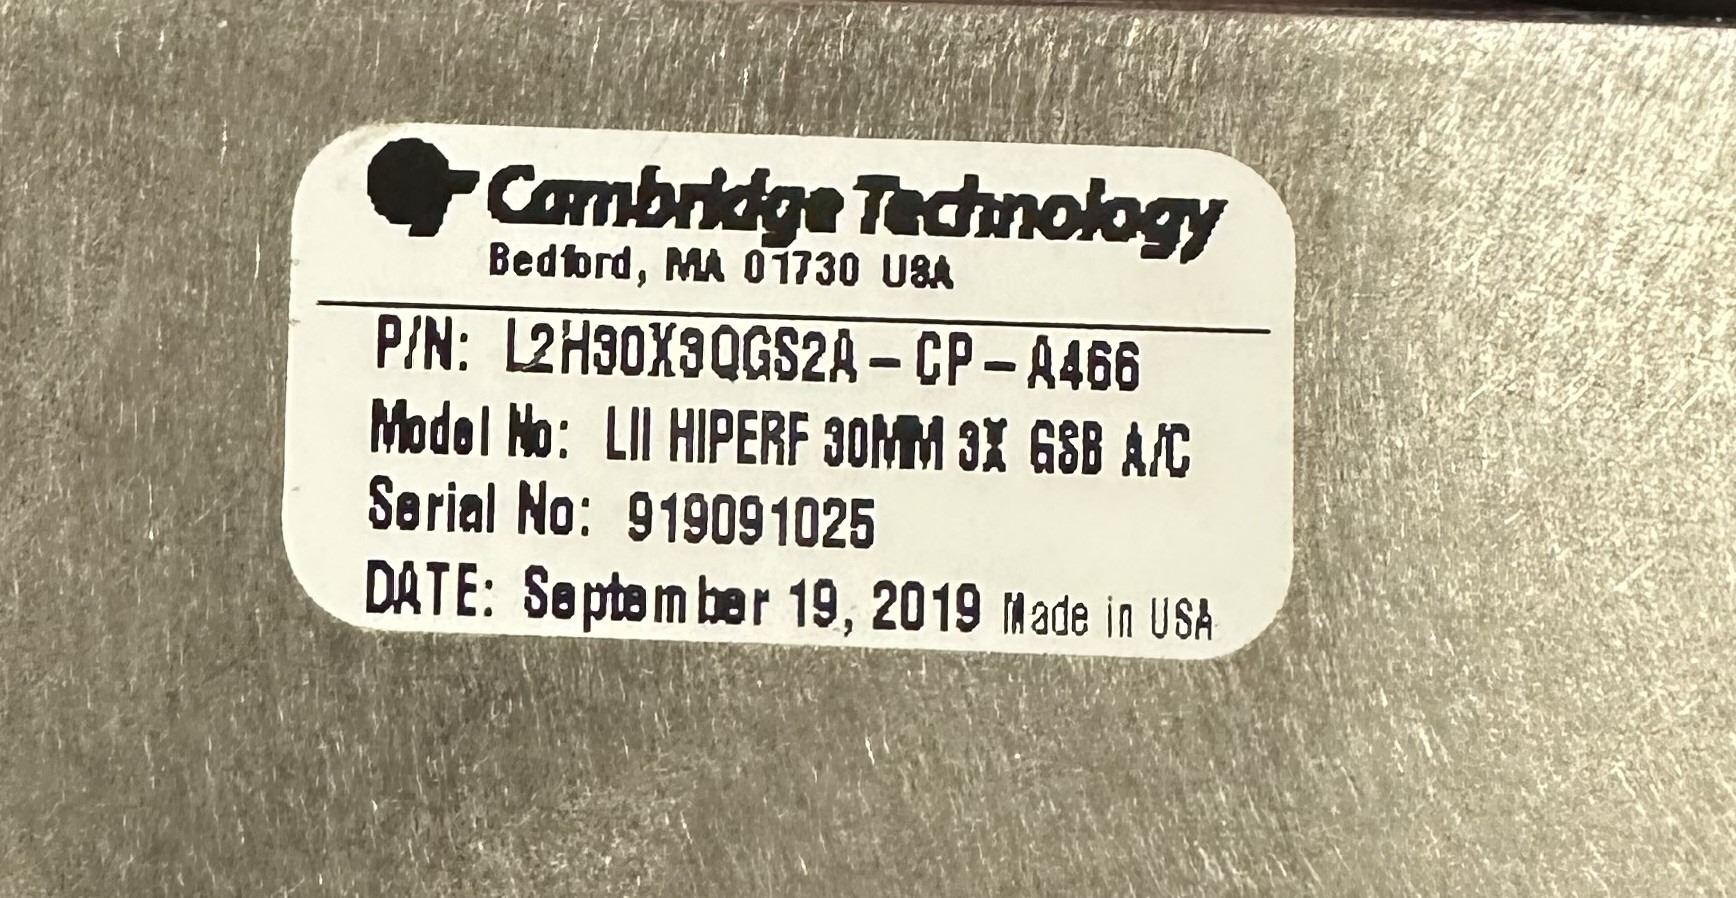 Cambridge Technology
Bedford, MA 01730 USA
P/N: L2H30X3QGS2A-CP-A466
Model No: LII HIPERF 30MM 3X GSB A/C
Serial No: 919091025
DATE: September 19, 2019 Made in USA